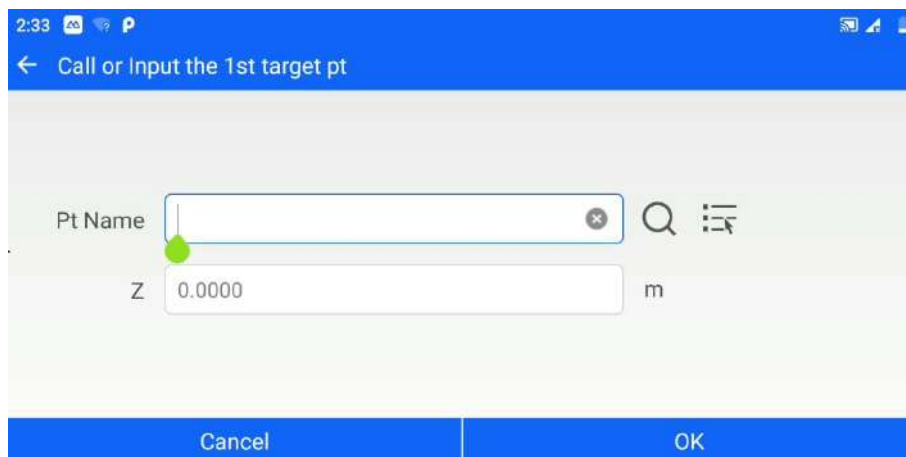 2:33
Call or Input the 1st target pt
Pt Name
Z 0.0000 m
Cancel OK